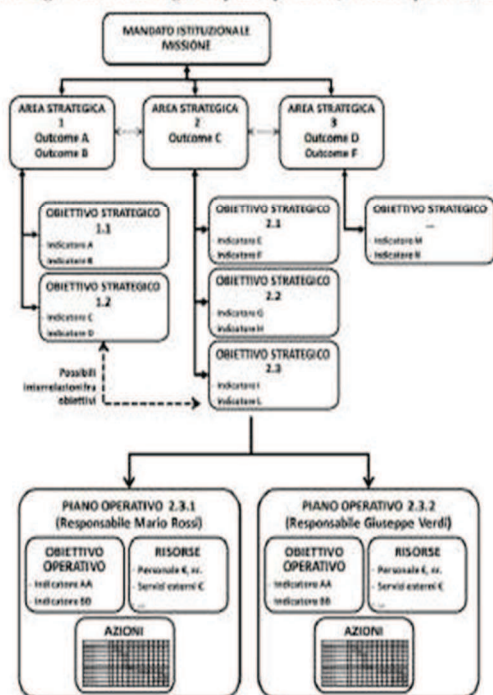 MANDATO ISTITUZIONALE
MISSIONE
AREA STRATEGICA
1
Outcome A
Outcome B
AREA STRATEGICA
2
Outcome C
AREA STRATEGICA
3
Outcome D
Outcome F
OBIETTIVO STRATEGICO
1.1
- Indicatore A
- Indicatore B
OBIETTIVO STRATEGICO
1.2
- Indicatore C
- Indicatore D
OBIETTIVO STRATEGICO
2.1
- Indicatore E
- Indicatore F
OBIETTIVO STRATEGICO
2.2
- Indicatore G
- Indicatore H
OBIETTIVO STRATEGICO
2.3
- Indicatore I
- Indicatore L
OBIETTIVO STRATEGICO
...
- Indicatore M
- Indicatore N
Possibili
interrelazioni fra
obiettivi
PIANO OPERATIVO 2.3.1
(Responsabile Mario Rossi)
OBIETTIVO
OPERATIVO
- Indicatore AA
- Indicatore BB
RISORSE
- Personale €, nr.
- Servizi esterni €
...
AZIONI
PIANO OPERATIVO 2.3.2
(Responsabile Giuseppe Verdi)
OBIETTIVO
OPERATIVO
- Indicatore AA
- Indicatore BB
RISORSE
- Personale €, nr.
- Servizi esterni €
...
AZIONI